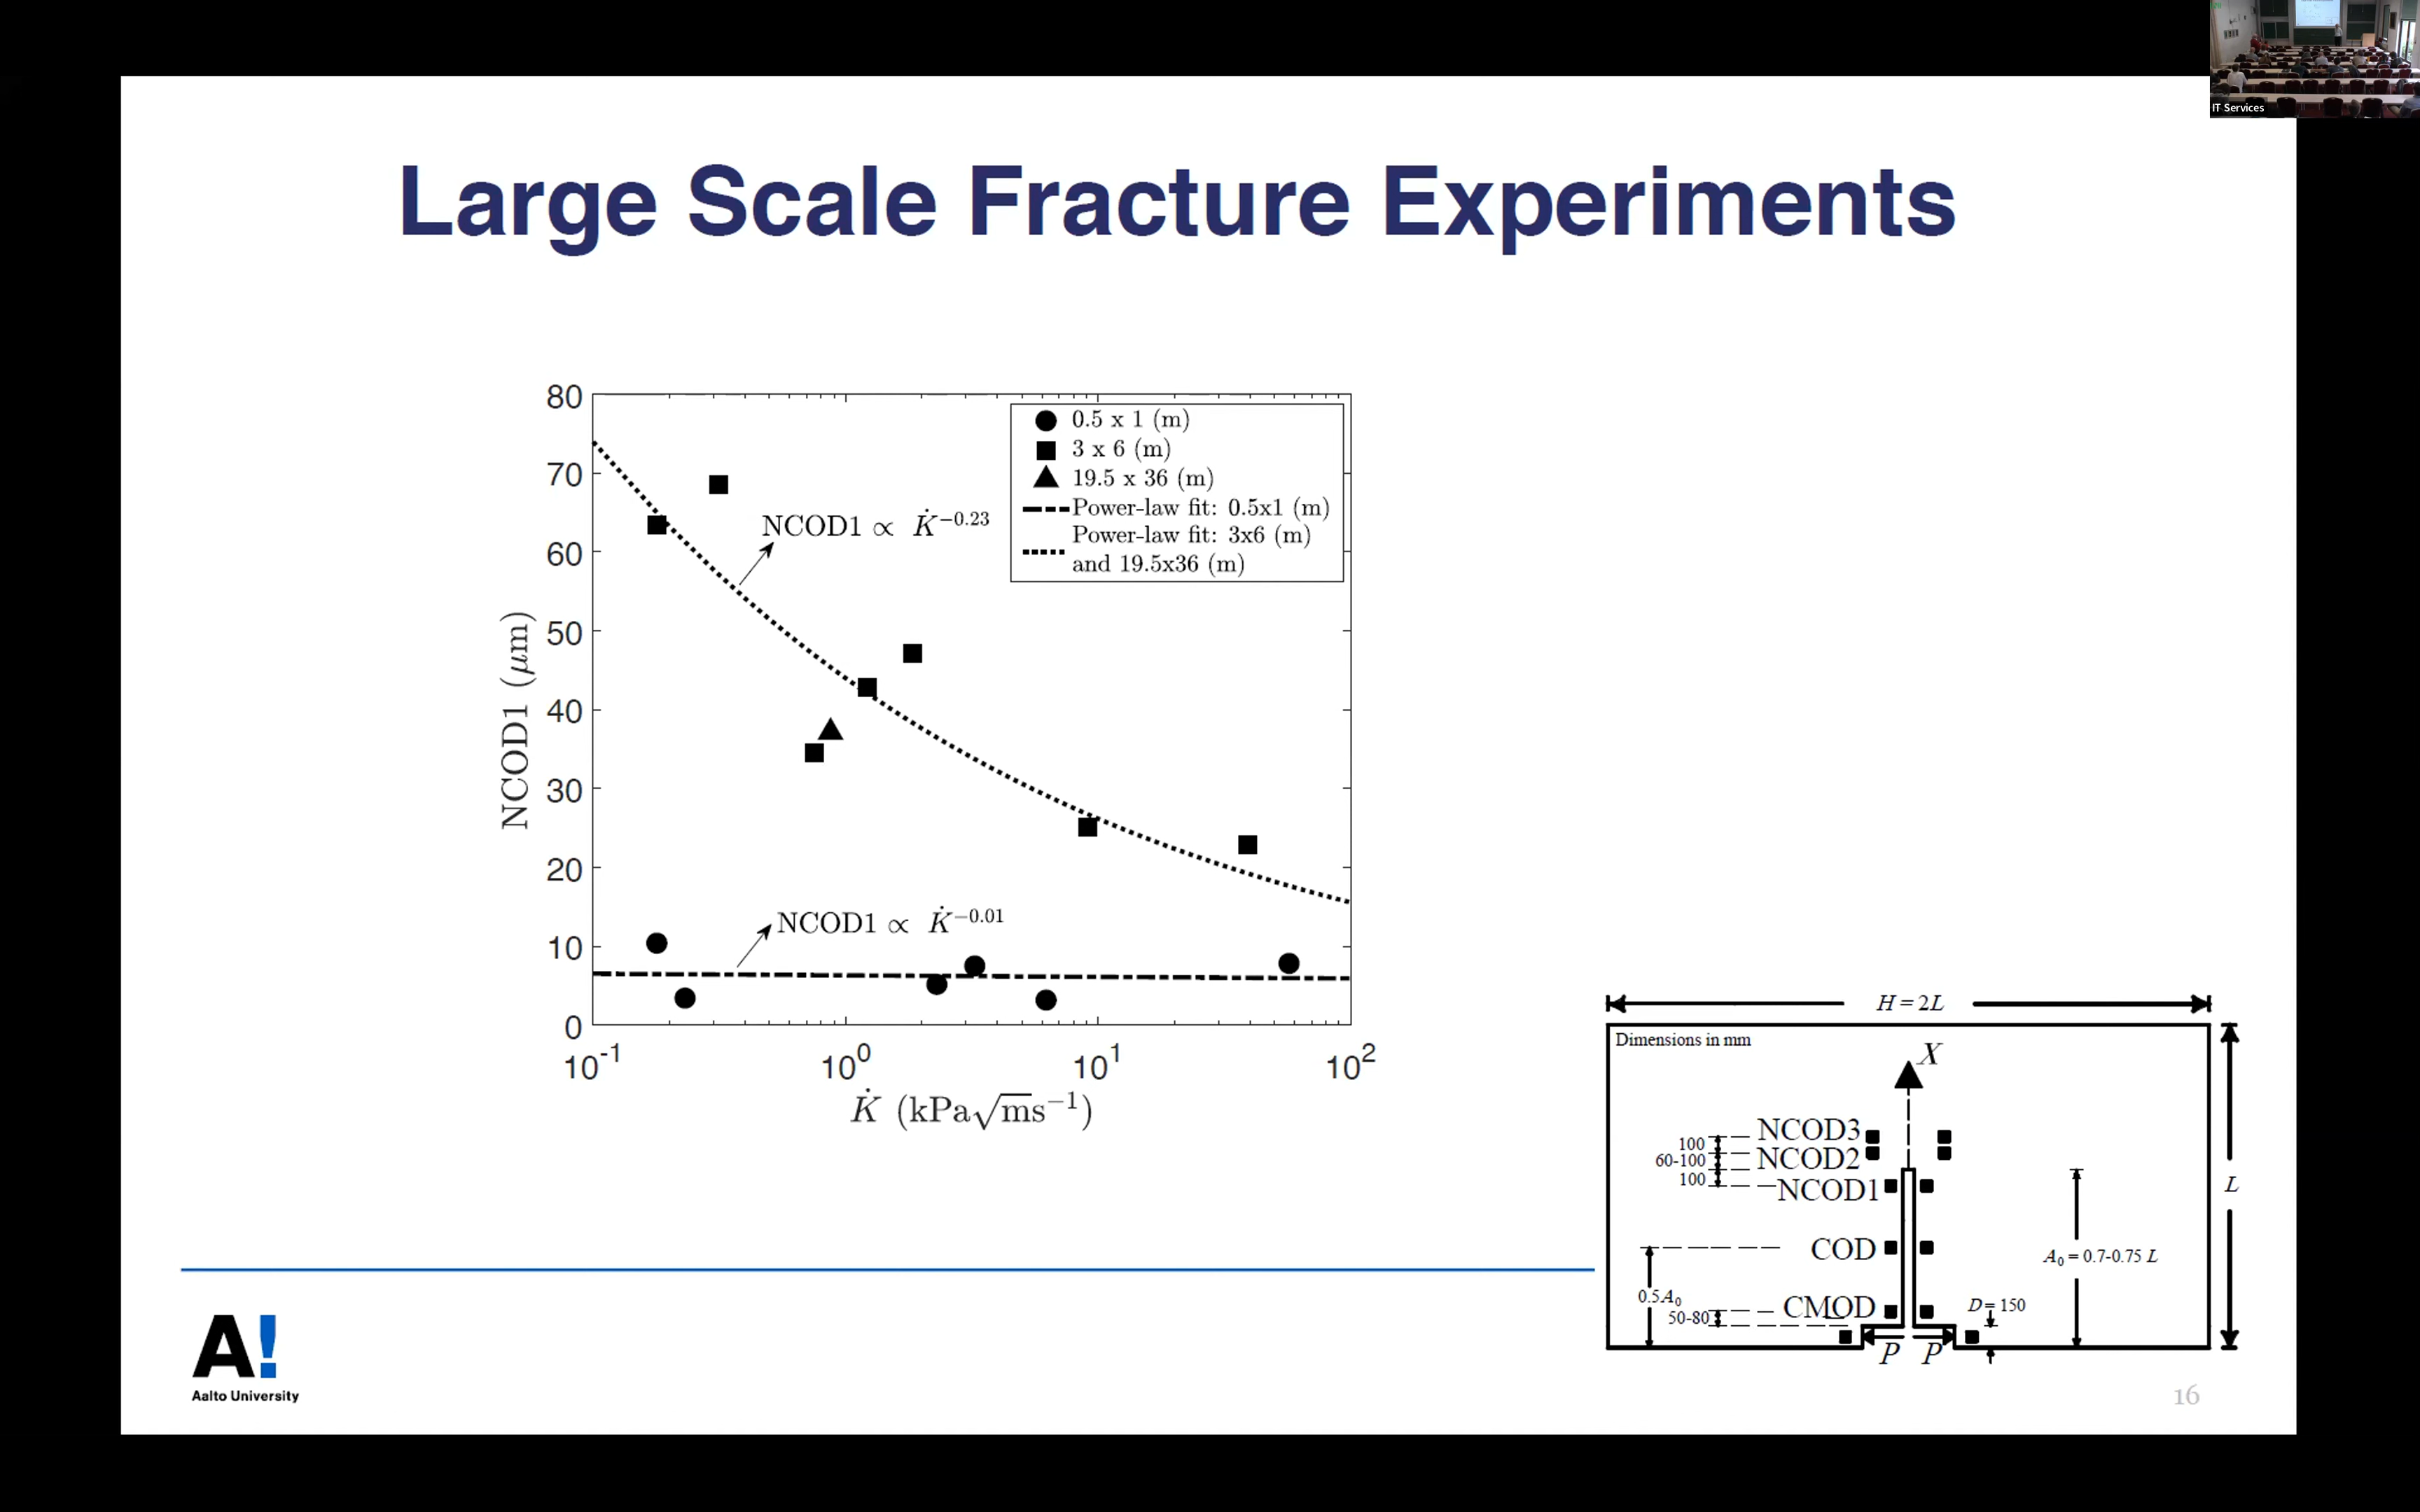 IT Services
Large Scale Fracture Experiments
80
70
60
50
40
30
20
10
0
NCOD1 (μm)
0.5 x 1 (m)
3 x 6 (m)
19.5 x 36 (m)
Power-law fit: 0.5x1 (m)
Power-law fit: 3x6 (m)
and 19.5x36 (m)
NCOD1 ∝ K̇⁻⁰·²³
NCOD1 ∝ K̇⁻⁰·⁰¹
10⁻¹ 10⁰ 10¹ 10²
K̇ (kPa√ms⁻¹)
H = 2L
Dimensions in mm
X
NCOD3
100
60-100
NCOD2
100
NCOD1
L
COD
A₀ = 0.7-0.75 L
0.5A₀
50-80
CMOD
D = 150
P P
A!
Aalto University
16